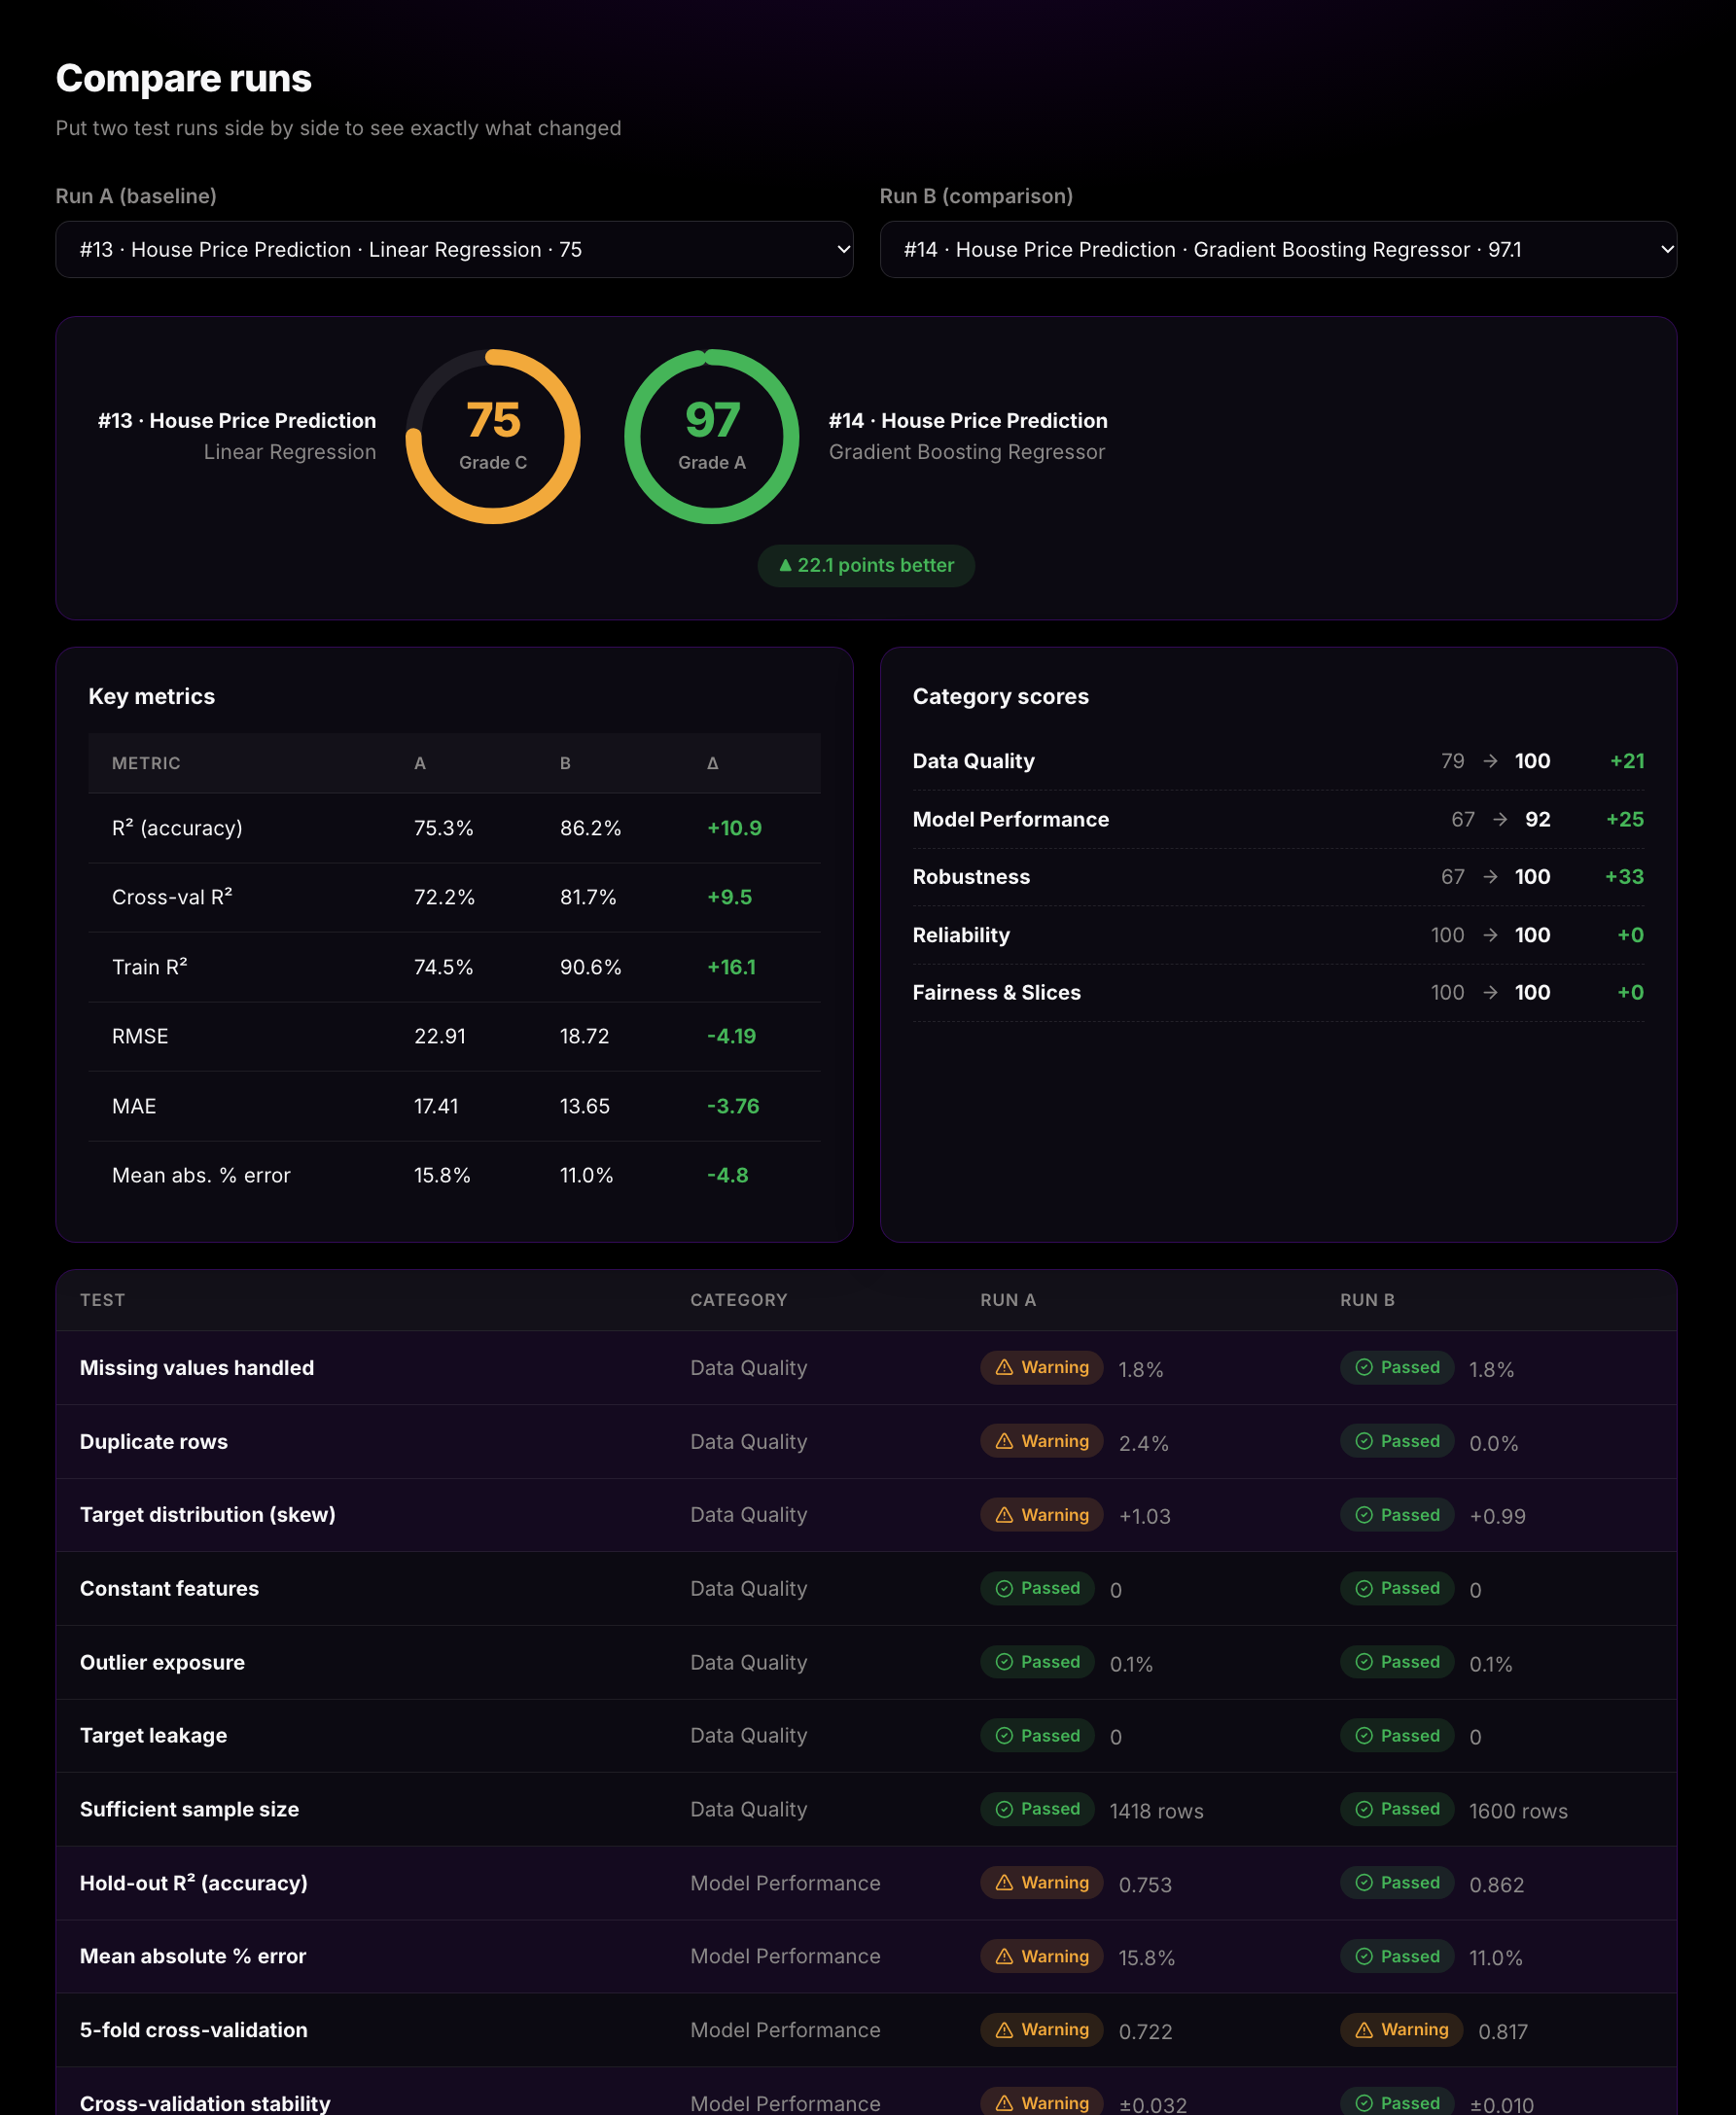 Compare runs
Put two test runs side by side to see exactly what changed
Run A (baseline)
Run B (comparison)
#13 · House Price Prediction · Linear Regression · 75
#14 · House Price Prediction · Gradient Boosting Regressor · 97.1
#13 · House Price Prediction
Linear Regression
75
Grade C
97
Grade A
#14 · House Price Prediction
Gradient Boosting Regressor
▲ 22.1 points better
Key metrics
METRIC A B Δ
R² (accuracy) 75.3% 86.2% +10.9
Cross-val R² 72.2% 81.7% +9.5
Train R² 74.5% 90.6% +16.1
RMSE 22.91 18.72 -4.19
MAE 17.41 13.65 -3.76
Mean abs. % error 15.8% 11.0% -4.8
Category scores
Data Quality 79 → 100 +21
Model Performance 67 → 92 +25
Robustness 67 → 100 +33
Reliability 100 → 100 +0
Fairness & Slices 100 → 100 +0
TEST CATEGORY RUN A RUN B
Missing values handled Data Quality Warning 1.8% Passed 1.8%
Duplicate rows Data Quality Warning 2.4% Passed 0.0%
Target distribution (skew) Data Quality Warning +1.03 Passed +0.99
Constant features Data Quality Passed 0 Passed 0
Outlier exposure Data Quality Passed 0.1% Passed 0.1%
Target leakage Data Quality Passed 0 Passed 0
Sufficient sample size Data Quality Passed 1418 rows Passed 1600 rows
Hold-out R² (accuracy) Model Performance Warning 0.753 Passed 0.862
Mean absolute % error Model Performance Warning 15.8% Passed 11.0%
5-fold cross-validation Model Performance Warning 0.722 Warning 0.817
Cross-validation stability Model Performance Warning ±0.032 Passed ±0.010